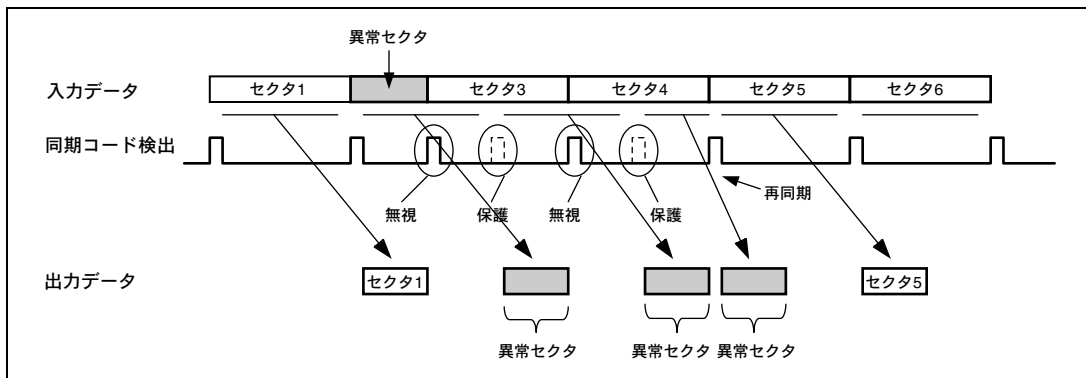 異常セクタ
入力データ
セクタ1
セクタ3
セクタ4
セクタ5
セクタ6
同期コード検出
無視
保護
無視
保護
再同期
出力データ
セクタ1
セクタ5
異常セクタ
異常セクタ
異常セクタ